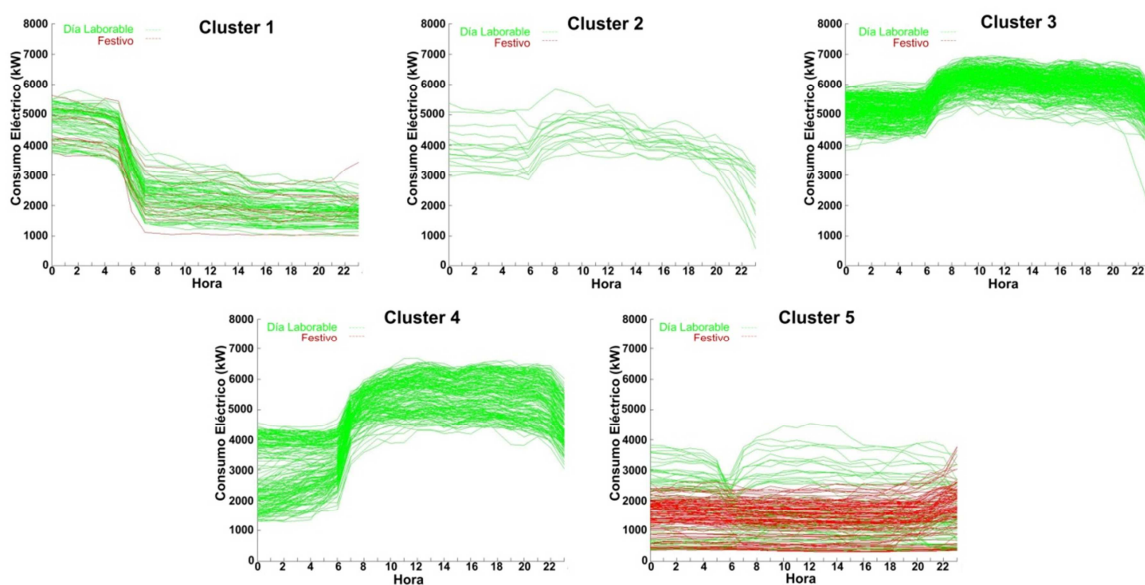 Cluster 1
Día Laborable
Festivo
Consumo Eléctrico (kW)
8000
7000
6000
5000
4000
3000
2000
1000
0
0 2 4 6 8 10 12 14 16 18 20 22
Hora
Cluster 2
Día Laborable
Festivo
Consumo Eléctrico (kW)
8000
7000
6000
5000
4000
3000
2000
1000
0
0 2 4 6 8 10 12 14 16 18 20 22
Hora
Cluster 3
Día Laborable
Festivo
Consumo Eléctrico (kW)
8000
7000
6000
5000
4000
3000
2000
1000
0
0 2 4 6 8 10 12 14 16 18 20 22
Hora
Cluster 4
Día Laborable
Festivo
Consumo Eléctrico (kW)
8000
7000
6000
5000
4000
3000
2000
1000
0
0 2 4 6 8 10 12 14 16 18 20 22
Hora
Cluster 5
Día Laborable
Festivo
Consumo Eléctrico (kW)
8000
7000
6000
5000
4000
3000
2000
1000
0
0 2 4 6 8 10 12 14 16 18 20 22
Hora